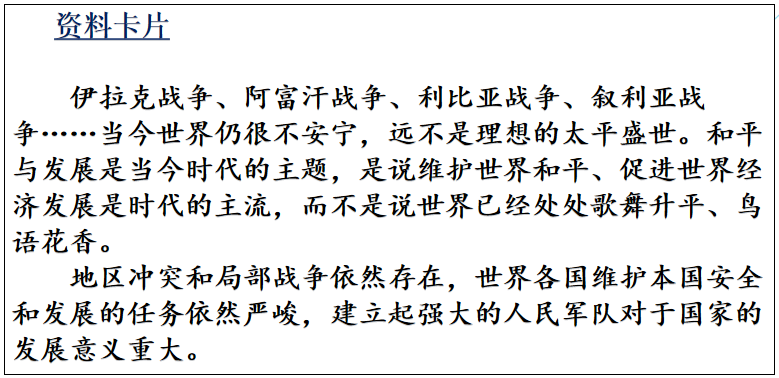 资料卡片
伊拉克战争、阿富汗战争、利比亚战争、叙利亚战
争……当今世界仍很不安宁，远不是理想的太平盛世。和平
与发展是当今时代的主题，是说维护世界和平、促进世界经
济发展是时代的主流，而不是说世界已经处处歌舞升平、鸟
语花香。
地区冲突和局部战争依然存在，世界各国维护本国安全
和发展的任务依然严峻，建立起强大的人民军队对于国家的
发展意义重大。